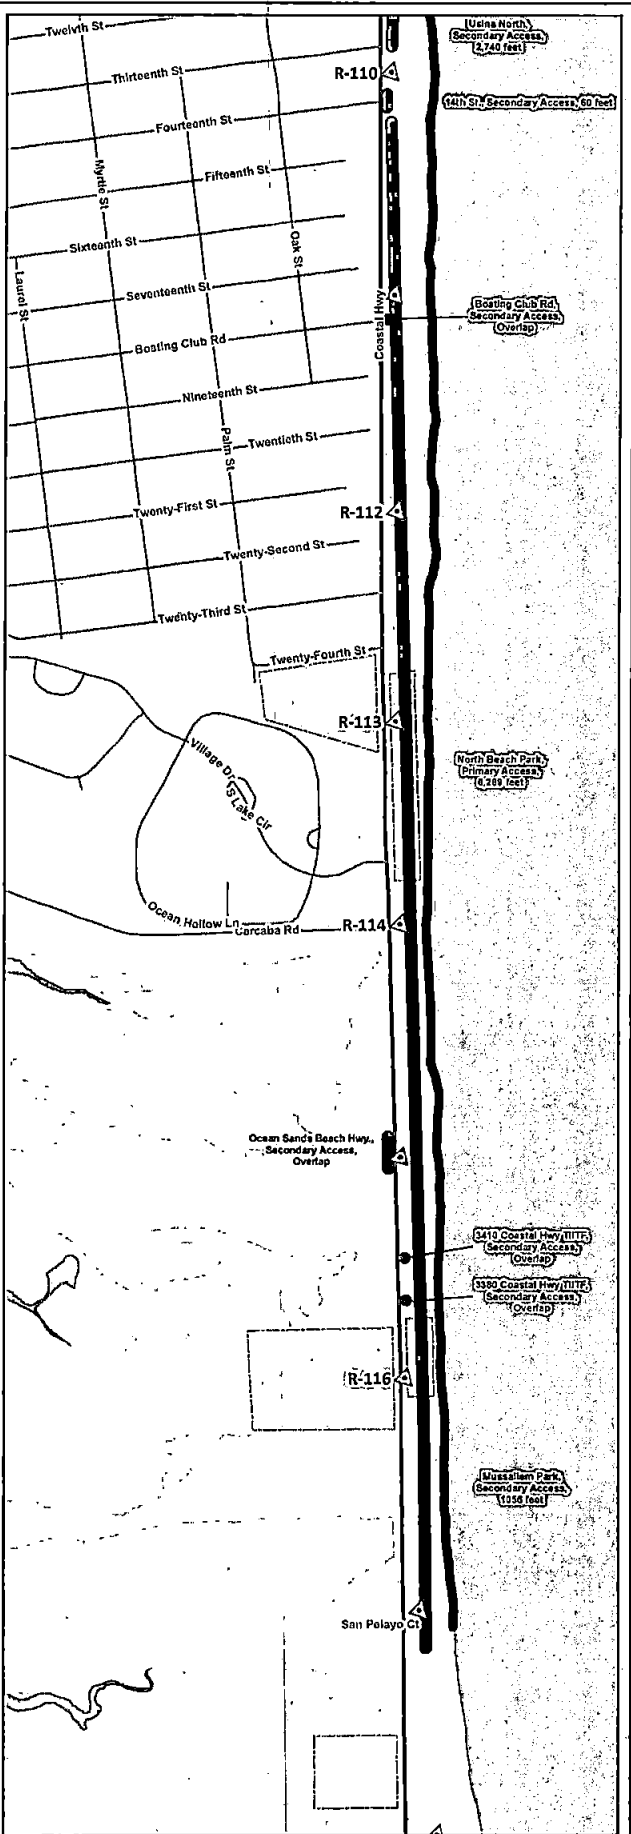 Twelvth St
Usina North,
Secondary Access,
2,740 feet
Thirteenth St
R-110
14th St., Secondary Access, 60 feet
Fourteenth St
Myrtle St
Fifteenth St
Oak St
Sixteenth St
Laurel St
Seventeenth St
Coastal Hwy
Boating Club Rd,
Secondary Access,
Overlap
Boating Club Rd
Nineteenth St
Palm St
Twentieth St
Twenty-First St
R-112
Twenty-Second St
Twenty-Third St
Twenty-Fourth St
R-113
Village Dr
S Lake Cir
North Beach Park,
Primary Access,
6,289 feet
Ocean Hollow Ln
Carcaba Rd
R-114
Ocean Sands Beach Hwy.,
Secondary Access,
Overlap
3410 Coastal Hwy TIITF,
Secondary Access,
Overlap
3380 Coastal Hwy TIITF,
Secondary Access,
Overlap
R-116
Mussallem Park,
Secondary Access,
1056 feet
San Pelayo Ct